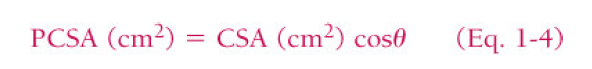 PCSA (cm²) = CSA (cm²) cosθ (Eq. 1-4)